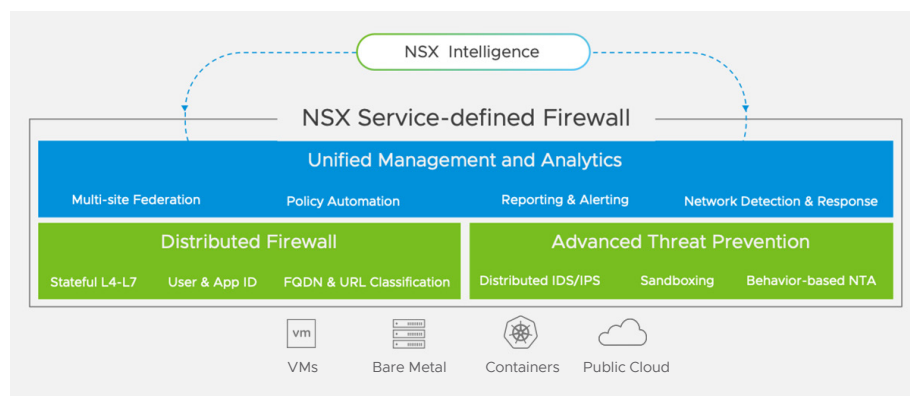 NSX Intelligence
NSX Service-defined Firewall
Unified Management and Analytics
Multi-site Federation
Policy Automation
Reporting & Alerting
Network Detection & Response
Distributed Firewall
Stateful L4-L7
User & App ID
FQDN & URL Classification
Advanced Threat Prevention
Distributed IDS/IPS
Sandboxing
Behavior-based NTA
vm
VMs
Bare Metal
Containers
Public Cloud